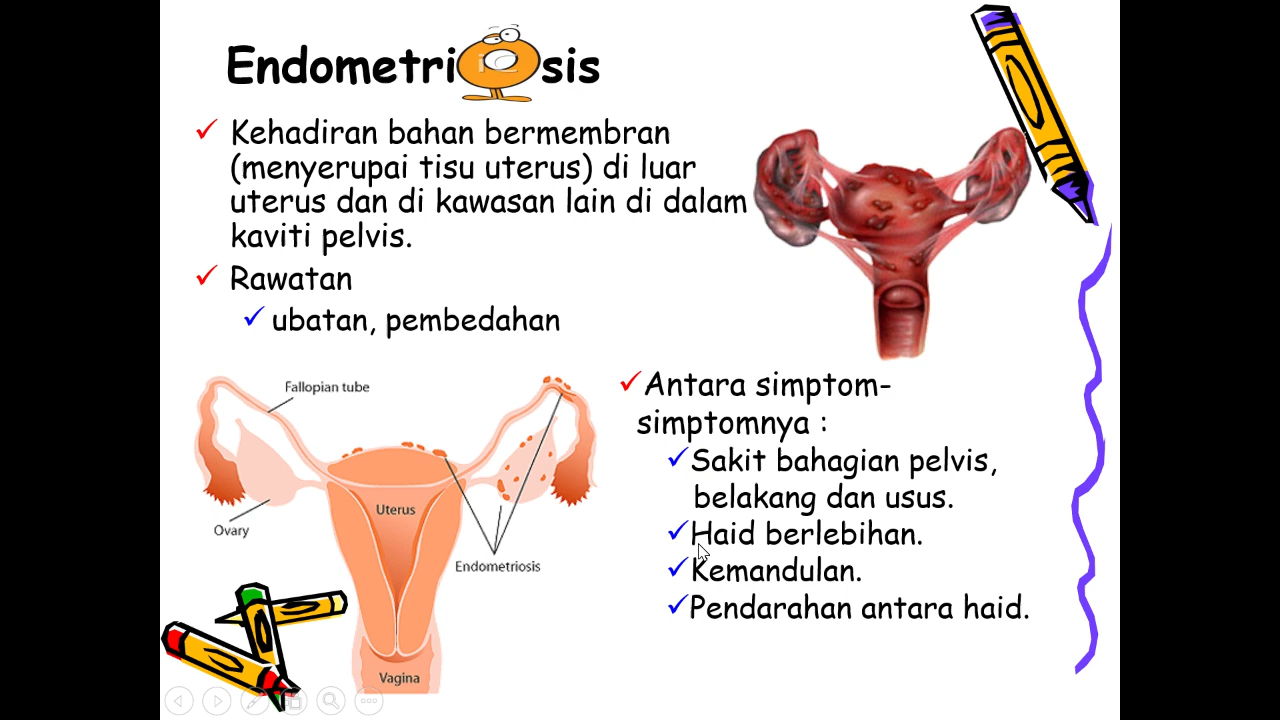 Endometriosis
Kehadiran bahan bermembran
(menyerupai tisu uterus) di luar
uterus dan di kawasan lain di dalam
kaviti pelvis.
Rawatan
ubatan, pembedahan
Fallopian tube
Ovary
Uterus
Endometriosis
Vagina
Antara simptom-
simptomnya :
Sakit bahagian pelvis,
belakang dan usus.
Haid berlebihan.
Kemandulan.
Pendarahan antara haid.